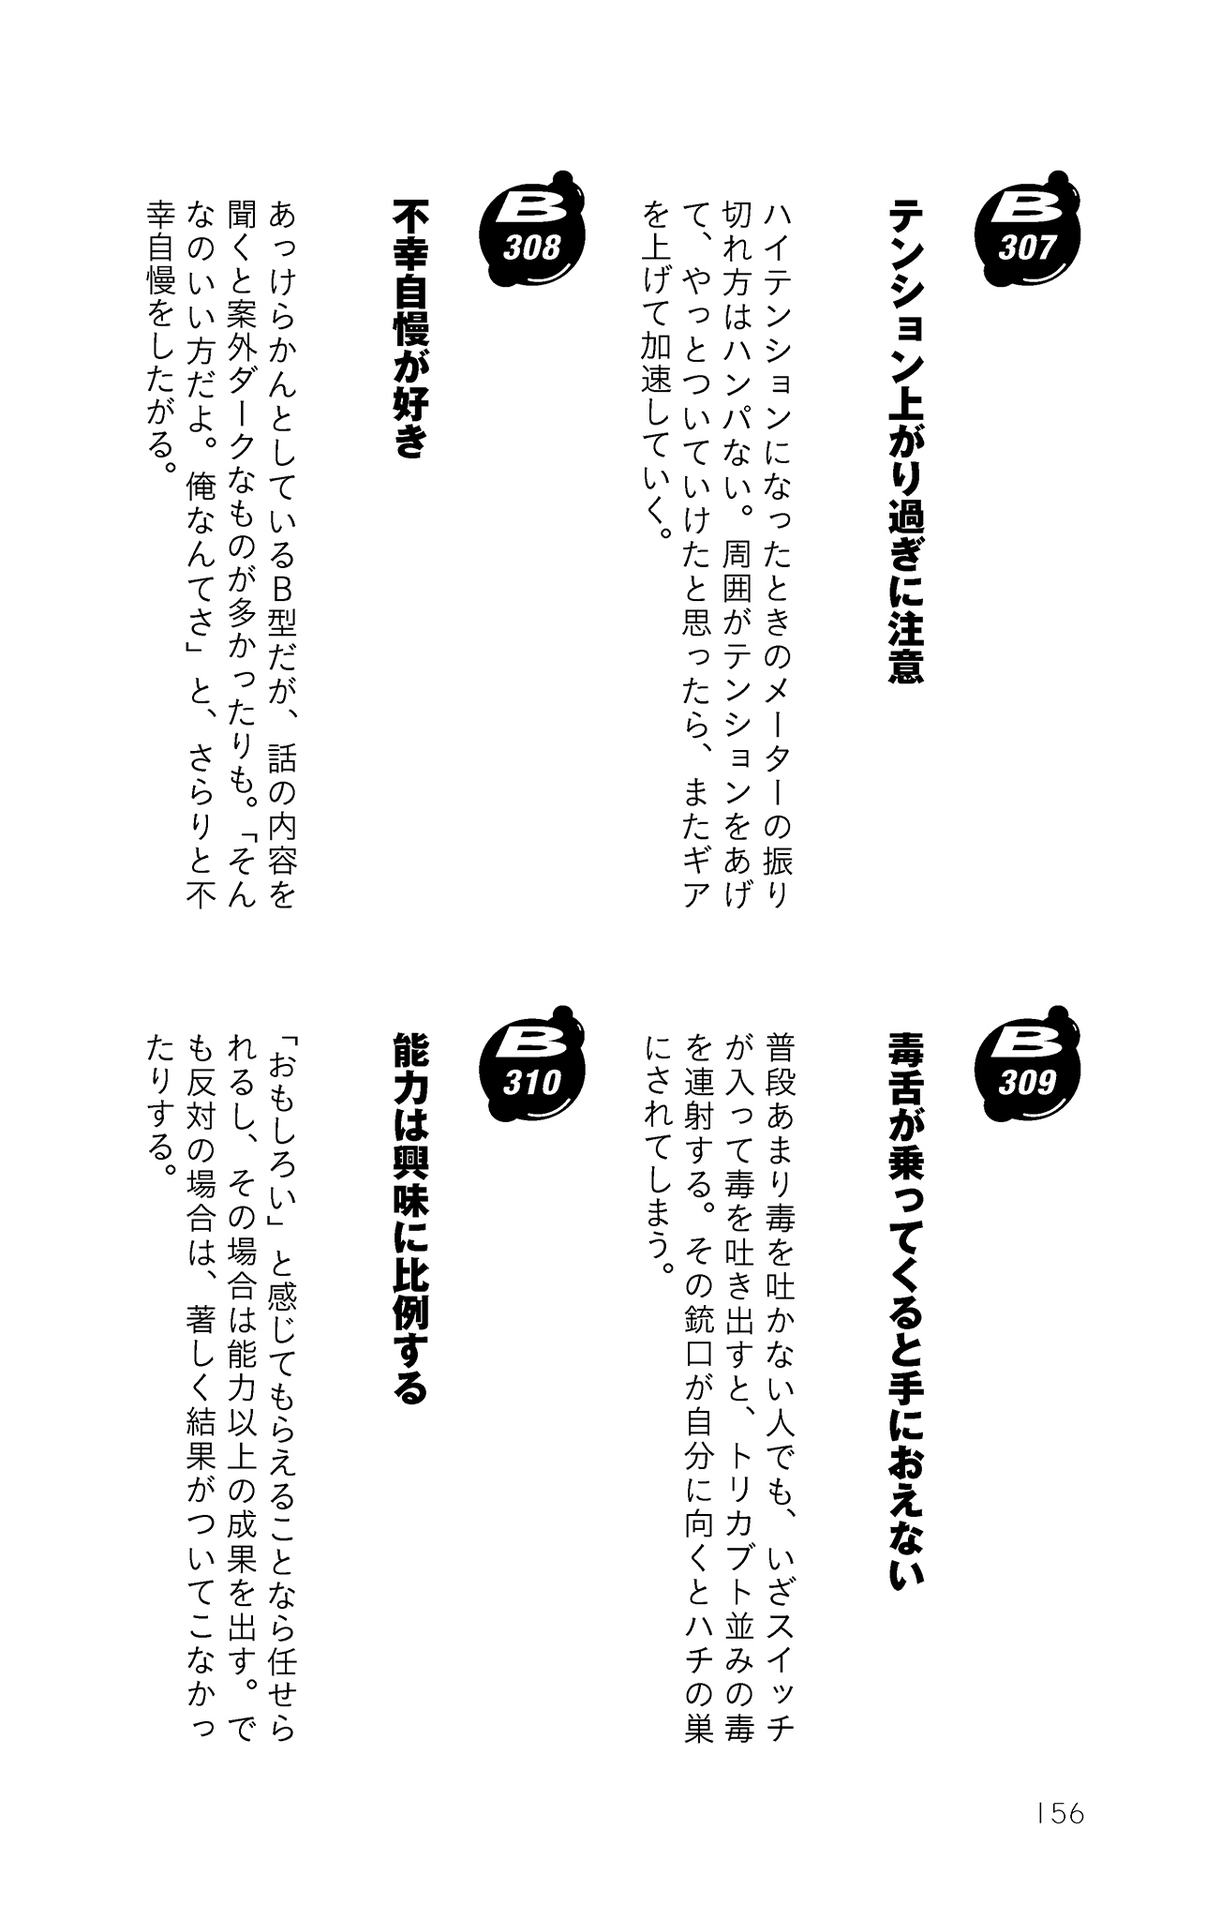 B
307
テンション上がり過ぎに注意
ハイテンションになったときのメーターの振り
切れ方はハンパない。周囲がテンションをあげ
て、やっとついていけたと思ったら、またギア
を上げて加速していく。
B
308
不幸自慢が好き
あっけらかんとしているB型だが、話の内容を
聞くと案外ダークなものが多かったりも。「そん
なのいい方だよ。俺なんてさ」と、さらりと不
幸自慢をしたがる。
B
309
毒舌が乗ってくると手におえない
普段あまり毒を吐かない人でも、いざスイッチ
が入って毒を吐き出すと、トリカブト並みの毒
を連射する。その銃口が自分に向くとハチの巣
にされてしまう。
B
310
能力は興味に比例する
「おもしろい」と感じてもらえることなら任せら
れるし、その場合は能力以上の成果を出す。で
も反対の場合は、著しく結果がついてこなかっ
たりする。
156